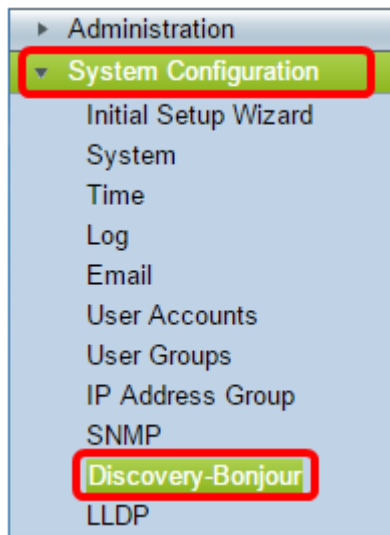 Administration
System Configuration
Initial Setup Wizard
System
Time
Log
Email
User Accounts
User Groups
IP Address Group
SNMP
Discovery-Bonjour
LLDP